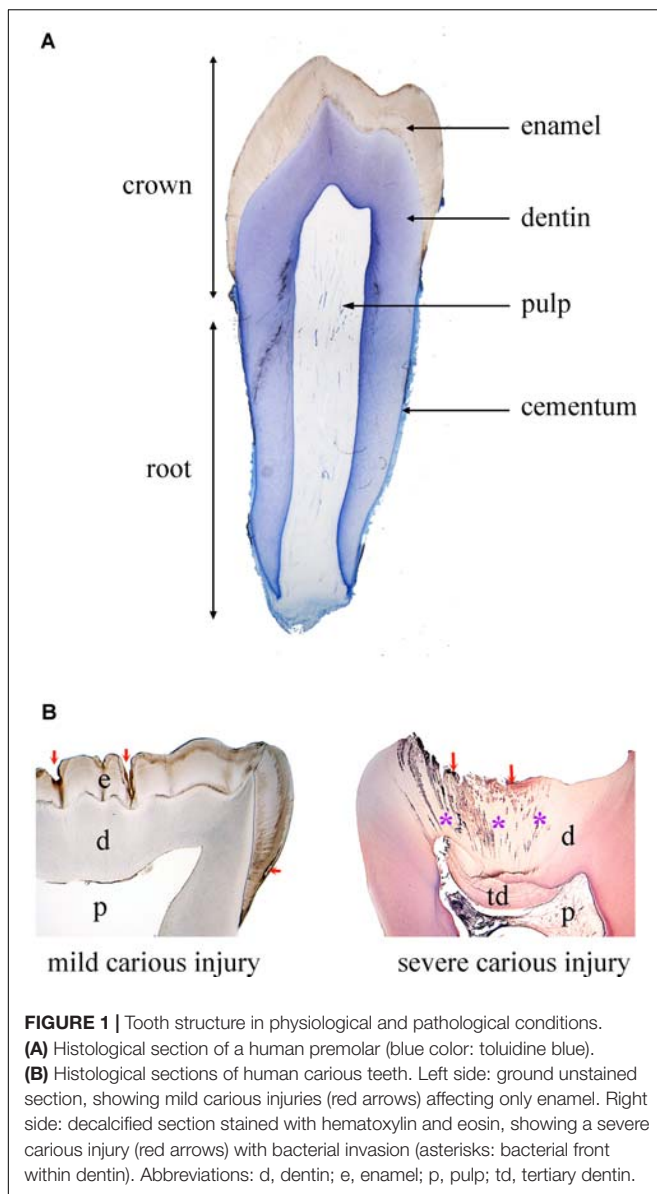 A
enamel
crown
dentin
pulp
cementum
root
B
e
d
p
mild carious injury
* * *
d
td
p
severe carious injury
FIGURE 1 | Tooth structure in physiological and pathological conditions.
(A) Histological section of a human premolar (blue color: toluidine blue).
(B) Histological sections of human carious teeth. Left side: ground unstained
section, showing mild carious injuries (red arrows) affecting only enamel. Right
side: decalcified section stained with hematoxylin and eosin, showing a severe
carious injury (red arrows) with bacterial invasion (asterisks: bacterial front
within dentin). Abbreviations: d, dentin; e, enamel; p, pulp; td, tertiary dentin.